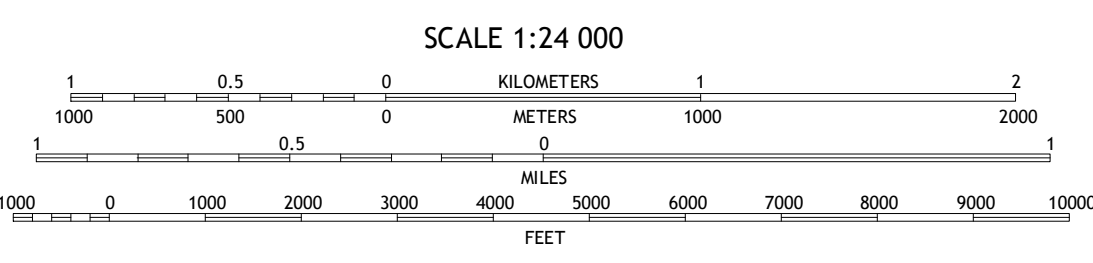 SCALE 1:24 000
1 0.5 0 KILOMETERS 1 2
1000 500 0 METERS 1000 2000
1 0.5 0 1
MILES
1000 0 1000 2000 3000 4000 5000 6000 7000 8000 9000 10000
FEET